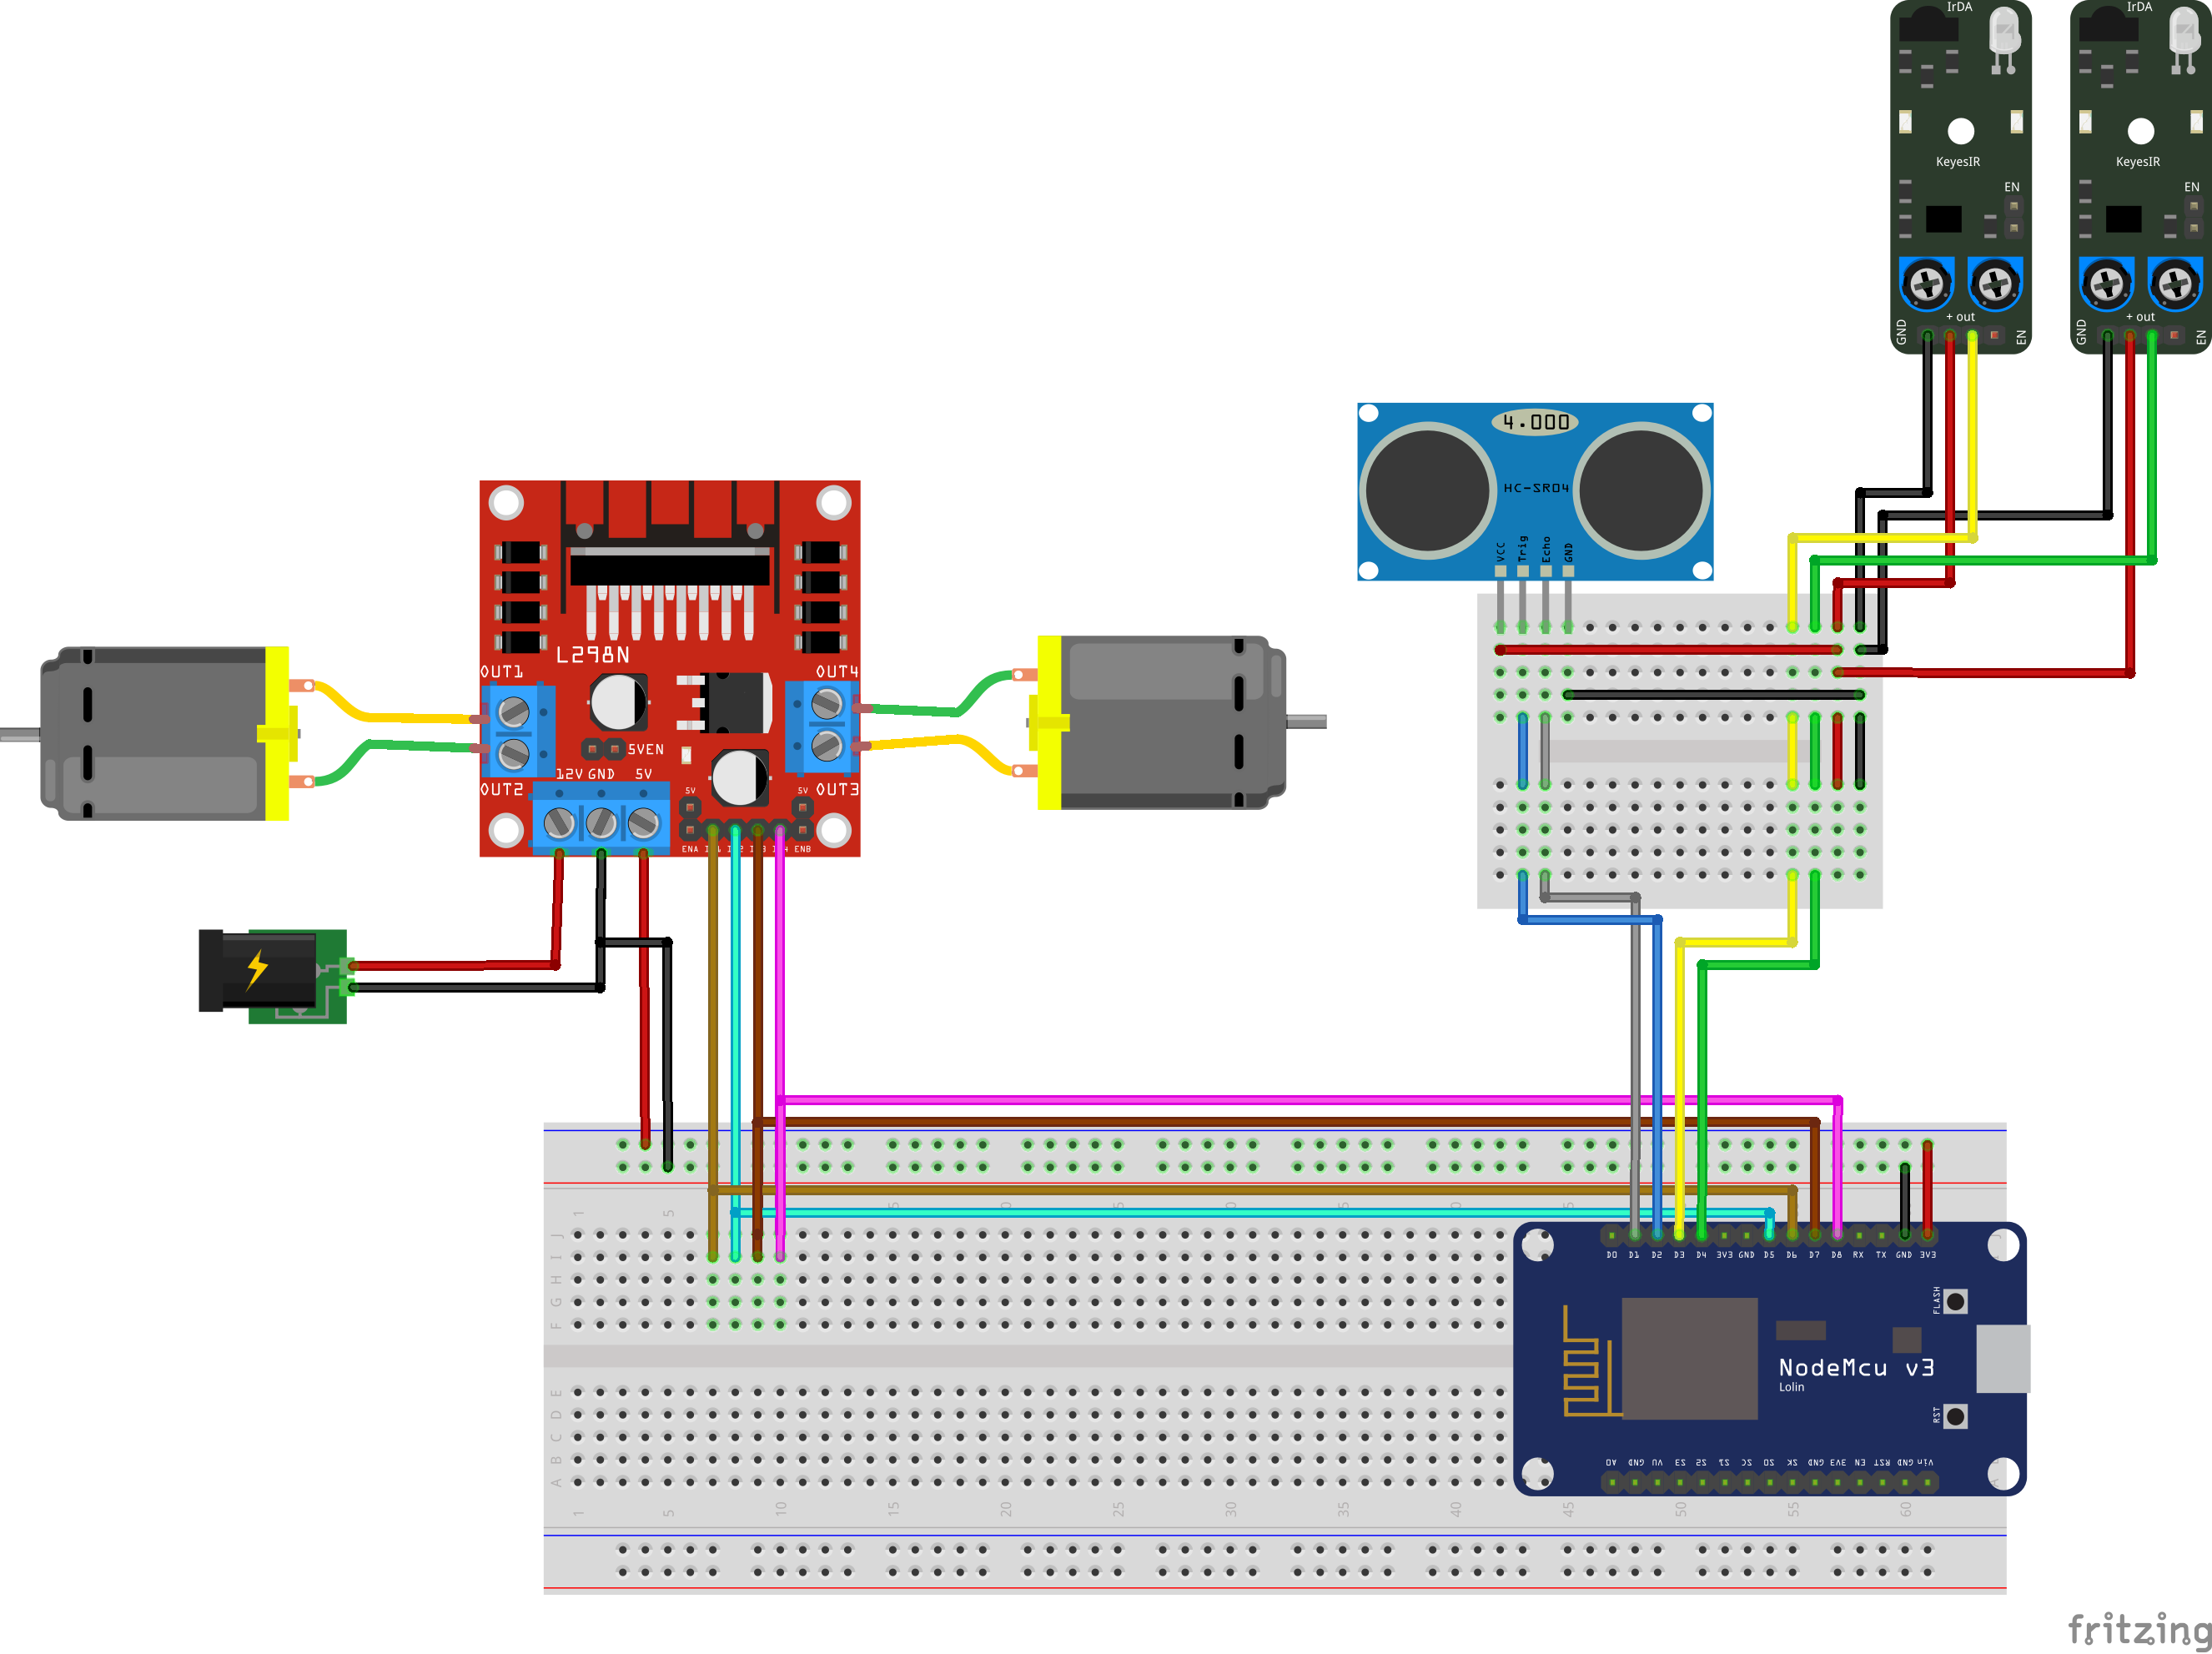 IrDA
IrDA
KeyesIR
KeyesIR
EN
EN
+ out
+ out
GND
EN
GND
EN
4.000
HC-SR04
VCC
Trig
Echo
GND
L298N
OUT1
OUT4
5VEN
12V GND 5V
OUT2
OUT3
5V
5V
ENA
ENB
1
5
J
I
H
G
F
E
D
C
B
A
D0 D1 D2 D3 D4 3V3 GND D5 D6 D7 D8 RX TX GND 3V3
FLASH
NodeMcu v3
Lolin
RST
A0 GND VU S3 S2 S1 SC SO SK GND 3V3 EN RST GND Vin
1 5 10 15 20 25 30 35 40 45 50 55 60
fritzing